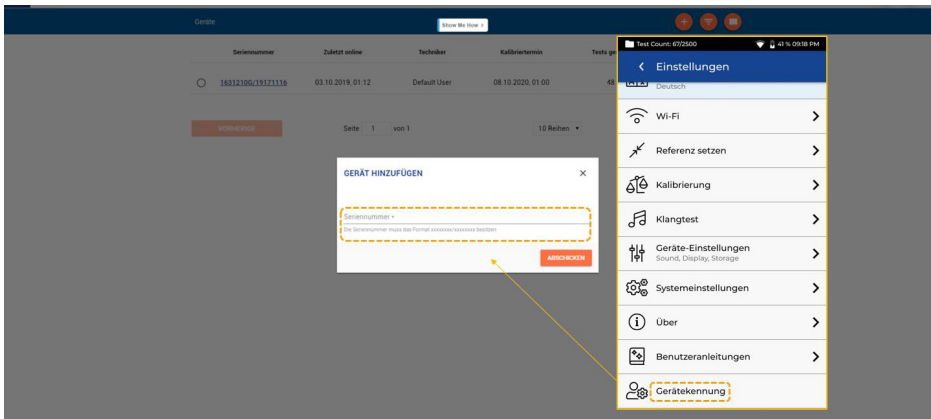 Geräte
Show Me How >
Seriennummer Zuletzt online Techniker Kalibriertermin Tests ge
1631210G/19171116 03.10.2019, 01:12 Default User 08.10.2020, 01:00 48
VORHERIGE Seite 1 von 1 10 Reihen
GERÄT HINZUFÜGEN
Seriennummer *
Die Seriennummer muss das Format xxxxxxxx/xxxxxxxx besitzen
ABSCHICKEN
Test Count: 67/2500 41 % 09:18 PM
Einstellungen
Deutsch
Wi-Fi
Referenz setzen
Kalibrierung
Klangtest
Geräte-Einstellungen
Sound, Display, Storage
Systemeinstellungen
Über
Benutzeranleitungen
Gerätekennung